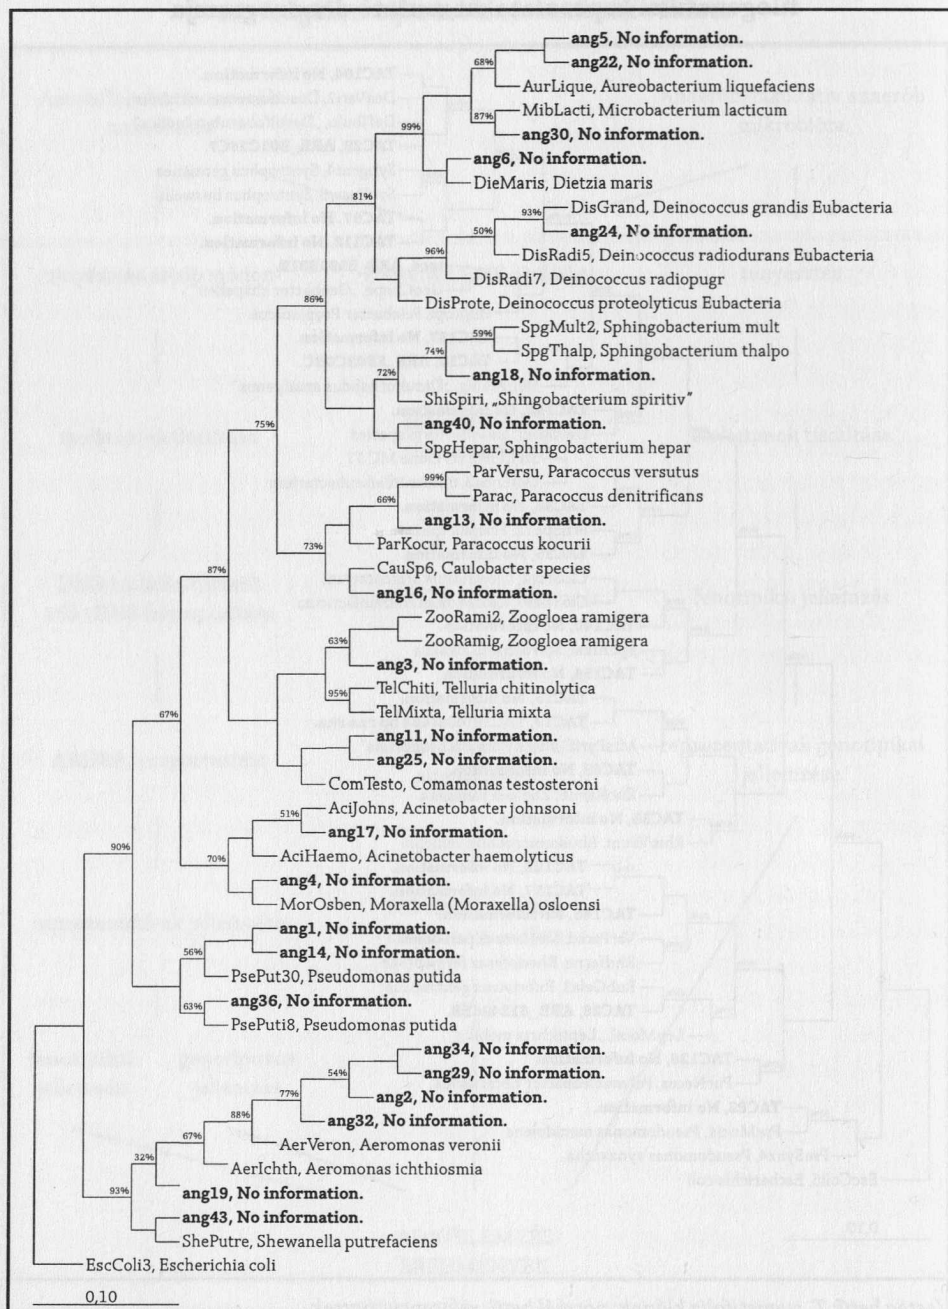 ang5, No information.
68%
ang22, No information.
AurLique, Aureobacterium liquefaciens
MibLacti, Microbacterium lacticum
87%
99%
ang30, No information.
ang6, No information.
DieMaris, Dietzia maris
81%
DisGrand, Deinococcus grandis Eubacteria
93%
50%
ang24, No information.
96%
DisRadi5, Deinococcus radiodurans Eubacteria
DisRadi7, Deinococcus radiopugr
86%
DisProte, Deinococcus proteolyticus Eubacteria
SpgMult2, Sphingobacterium mult
59%
SpgThalp, Sphingobacterium thalpo
74%
72%
ang18, No information.
ShiSpiri, „Shingobacterium spiritiv”
75%
ang40, No information.
SpgHepar, Sphingobacterium hepar
ParVersu, Paracoccus versutus
99%
Parac, Paracoccus denitrificans
66%
ang13, No information.
ParKocur, Paracoccus kocurii
73%
CauSp6, Caulobacter species
87%
ang16, No information.
ZooRami2, Zoogloea ramigera
63%
ZooRamig, Zoogloea ramigera
ang3, No information.
TelChiti, Telluria chitinolytica
95%
TelMixta, Telluria mixta
67%
ang11, No information.
ang25, No information.
ComTesto, Comamonas testosteroni
AciJohns, Acinetobacter johnso
51%
ang17, No information.
90%
AciHaemo, Acinetobacter haemolyticus
70%
ang4, No information.
MorOsben, Moraxella (Moraxella) osloensi
ang1, No information.
56%
ang14, No information.
PsePut30, Pseudomonas putida
ang36, No information.
63%
PsePuti8, Pseudomonas putida
ang34, No information.
54%
ang29, No information.
77%
ang2, No information.
88%
ang32, No information.
67%
AerVeron, Aeromonas veronii
32%
AerIchth, Aeromonas ichthiosmia
93%
ang19, No information.
ang43, No information.
ShePutre, Shewanella putrefaciens
EscColi3, Escherichia coli
0,10